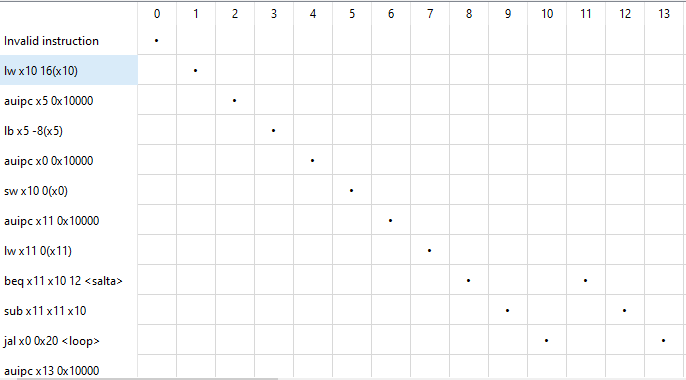 0 1 2 3 4 5 6 7 8 9 10 11 12 13
Invalid instruction
lw x10 16(x10)
auipc x5 0x10000
lb x5 -8(x5)
auipc x0 0x10000
sw x10 0(x0)
auipc x11 0x10000
lw x11 0(x11)
beq x11 x10 12 <salta>
sub x11 x11 x10
jal x0 0x20 <loop>
auipc x13 0x10000